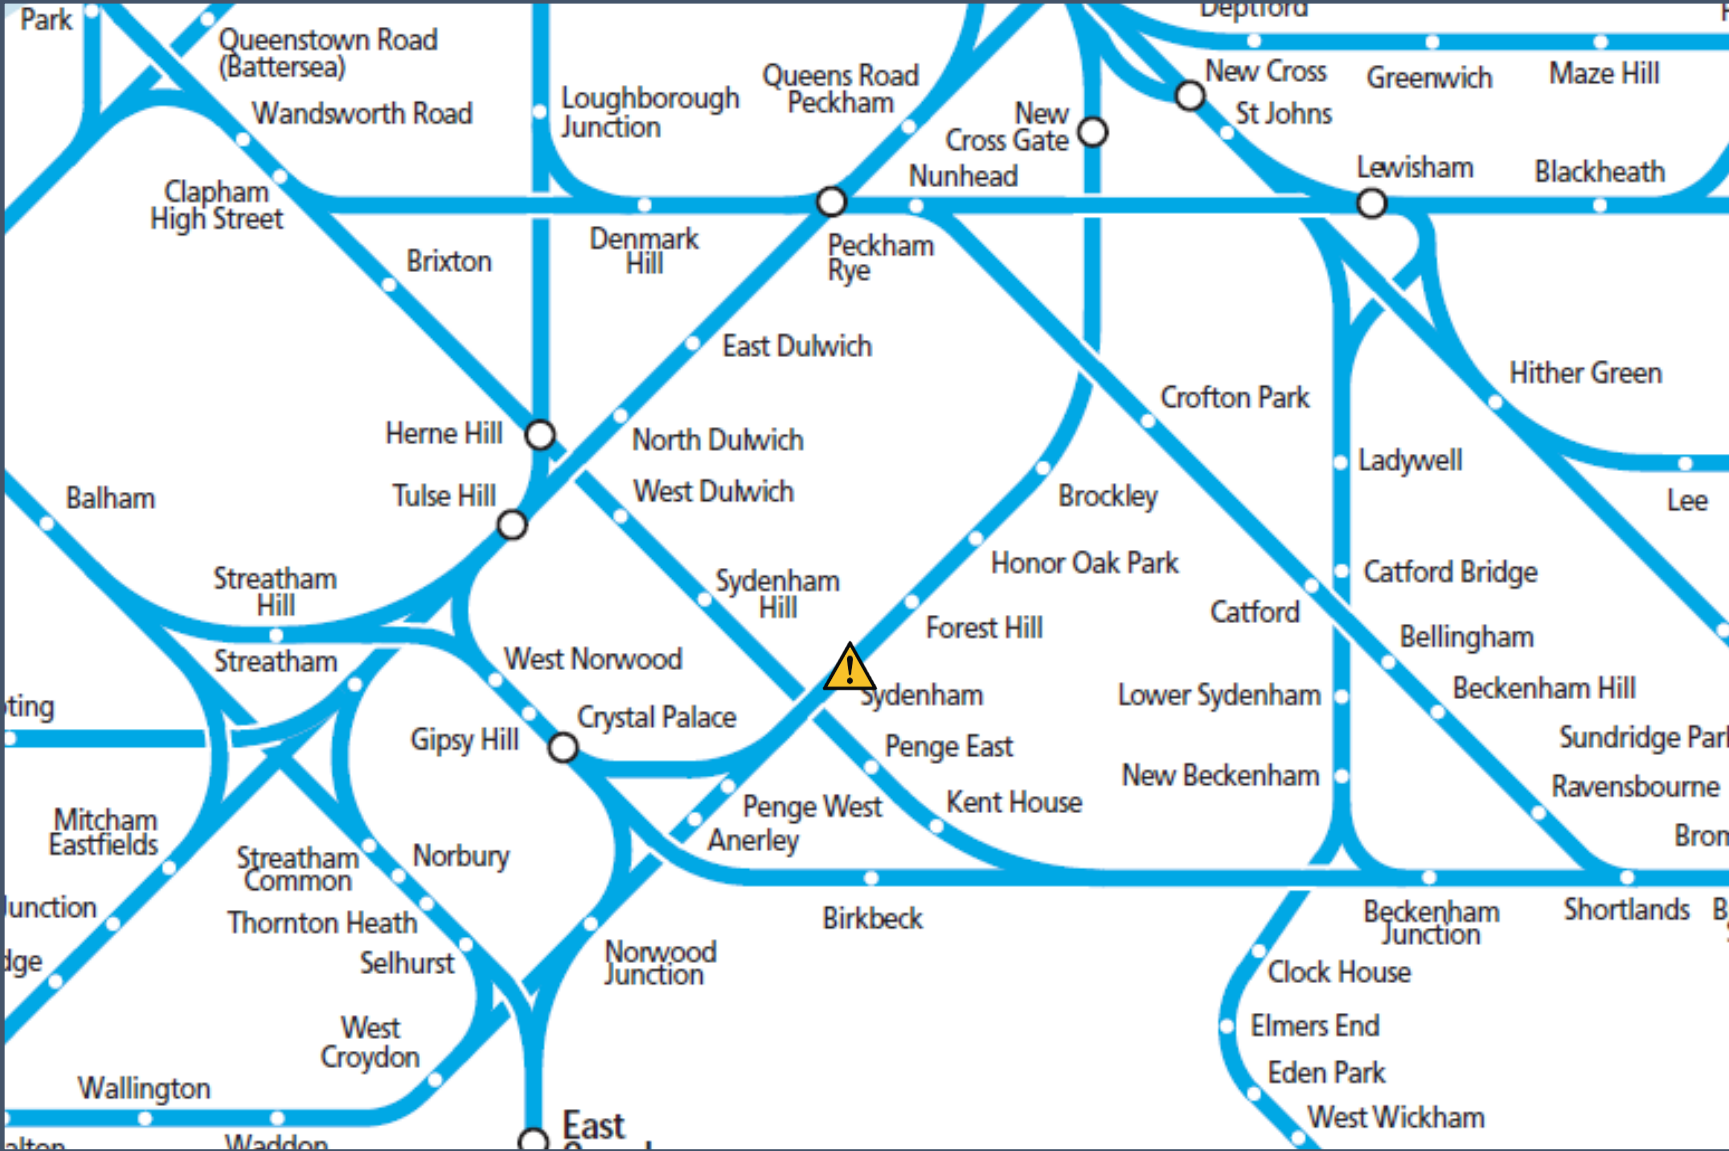 Park
Queenstown Road
(Battersea)
Wandsworth Road
Loughborough
Junction
Queens Road
Peckham
New
Cross Gate
Deptford
New Cross
St Johns
Greenwich
Maze Hill
Clapham
High Street
Nunhead
Lewisham
Blackheath
Brixton
Denmark
Hill
Peckham
Rye
East Dulwich
Crofton Park
Hither Green
Herne Hill
North Dulwich
Ladywell
Tulse Hill
West Dulwich
Brockley
Lee
Balham
Streatham
Hill
Sydenham
Hill
Honor Oak Park
Catford Bridge
Catford
Forest Hill
Bellingham
Streatham
West Norwood
Sydenham
Lower Sydenham
Beckenham Hill
Crystal Palace
Gipsy Hill
Penge East
Sundridge Park
New Beckenham
Ravensbourne
Mitcham
Eastfields
Penge West
Kent House
Anerley
Streatham
Common
Norbury
Junction
Thornton Heath
Birkbeck
Beckenham
Junction
Shortlands
Selhurst
Norwood
Junction
Clock House
West
Croydon
Elmers End
Eden Park
Wallington
West Wickham
Waddon
East